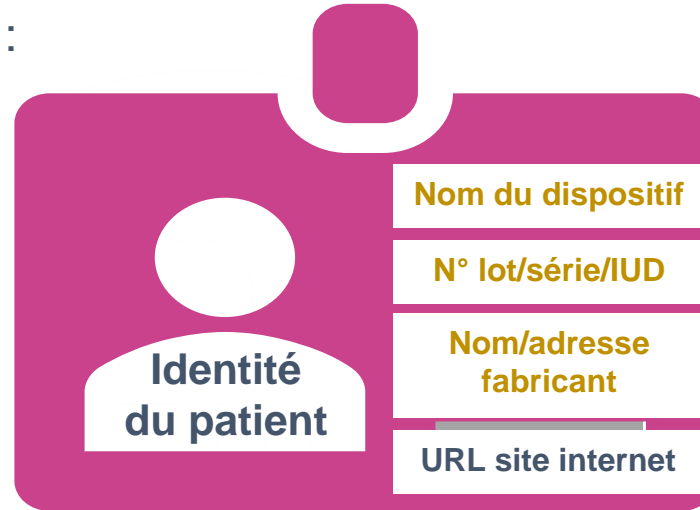 :
Identité
du patient
Nom du dispositif
N° lot/série/IUD
Nom/adresse
fabricant
URL site internet